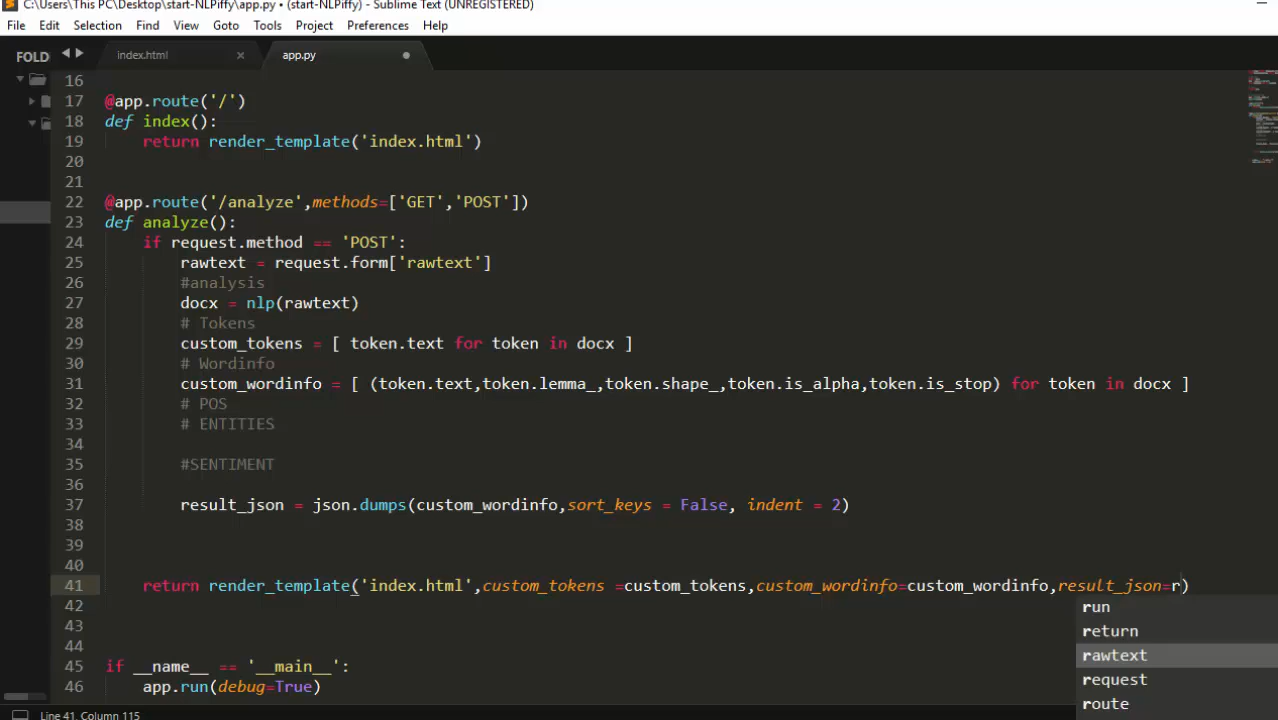 C:\Users\This PC\Desktop\start-NLPiffy\app.py • (start-NLPiffy) - Sublime Text (UNREGISTERED)
File Edit Selection Find View Goto Tools Project Preferences Help
FOLD
index.html × app.py
16
17 @app.route('/')
18 def index():
19 return render_template('index.html')
20
21
22 @app.route('/analyze',methods=['GET','POST'])
23 def analyze():
24 if request.method == 'POST':
25 rawtext = request.form['rawtext']
26 #analysis
27 docx = nlp(rawtext)
28 # Tokens
29 custom_tokens = [ token.text for token in docx ]
30 # Wordinfo
31 custom_wordinfo = [ (token.text,token.lemma_,token.shape_,token.is_alpha,token.is_stop) for token in docx ]
32 # POS
33 # ENTITIES
34
35 #SENTIMENT
36
37 result_json = json.dumps(custom_wordinfo,sort_keys = False, indent = 2)
38
39
40
41 return render_template('index.html',custom_tokens =custom_tokens,custom_wordinfo=custom_wordinfo,result_json=r)
42
43
44
45 if __name__ == '__main__':
46 app.run(debug=True)
run
return
rawtext
request
route
Line 41, Column 115